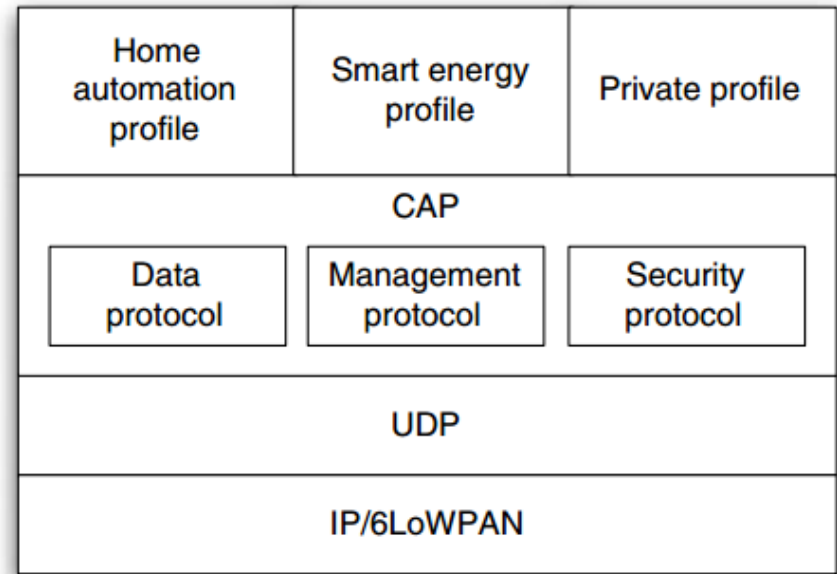 Home
automation
profile
Smart energy
profile
Private profile
CAP
Data
protocol
Management
protocol
Security
protocol
UDP
IP/6LoWPAN